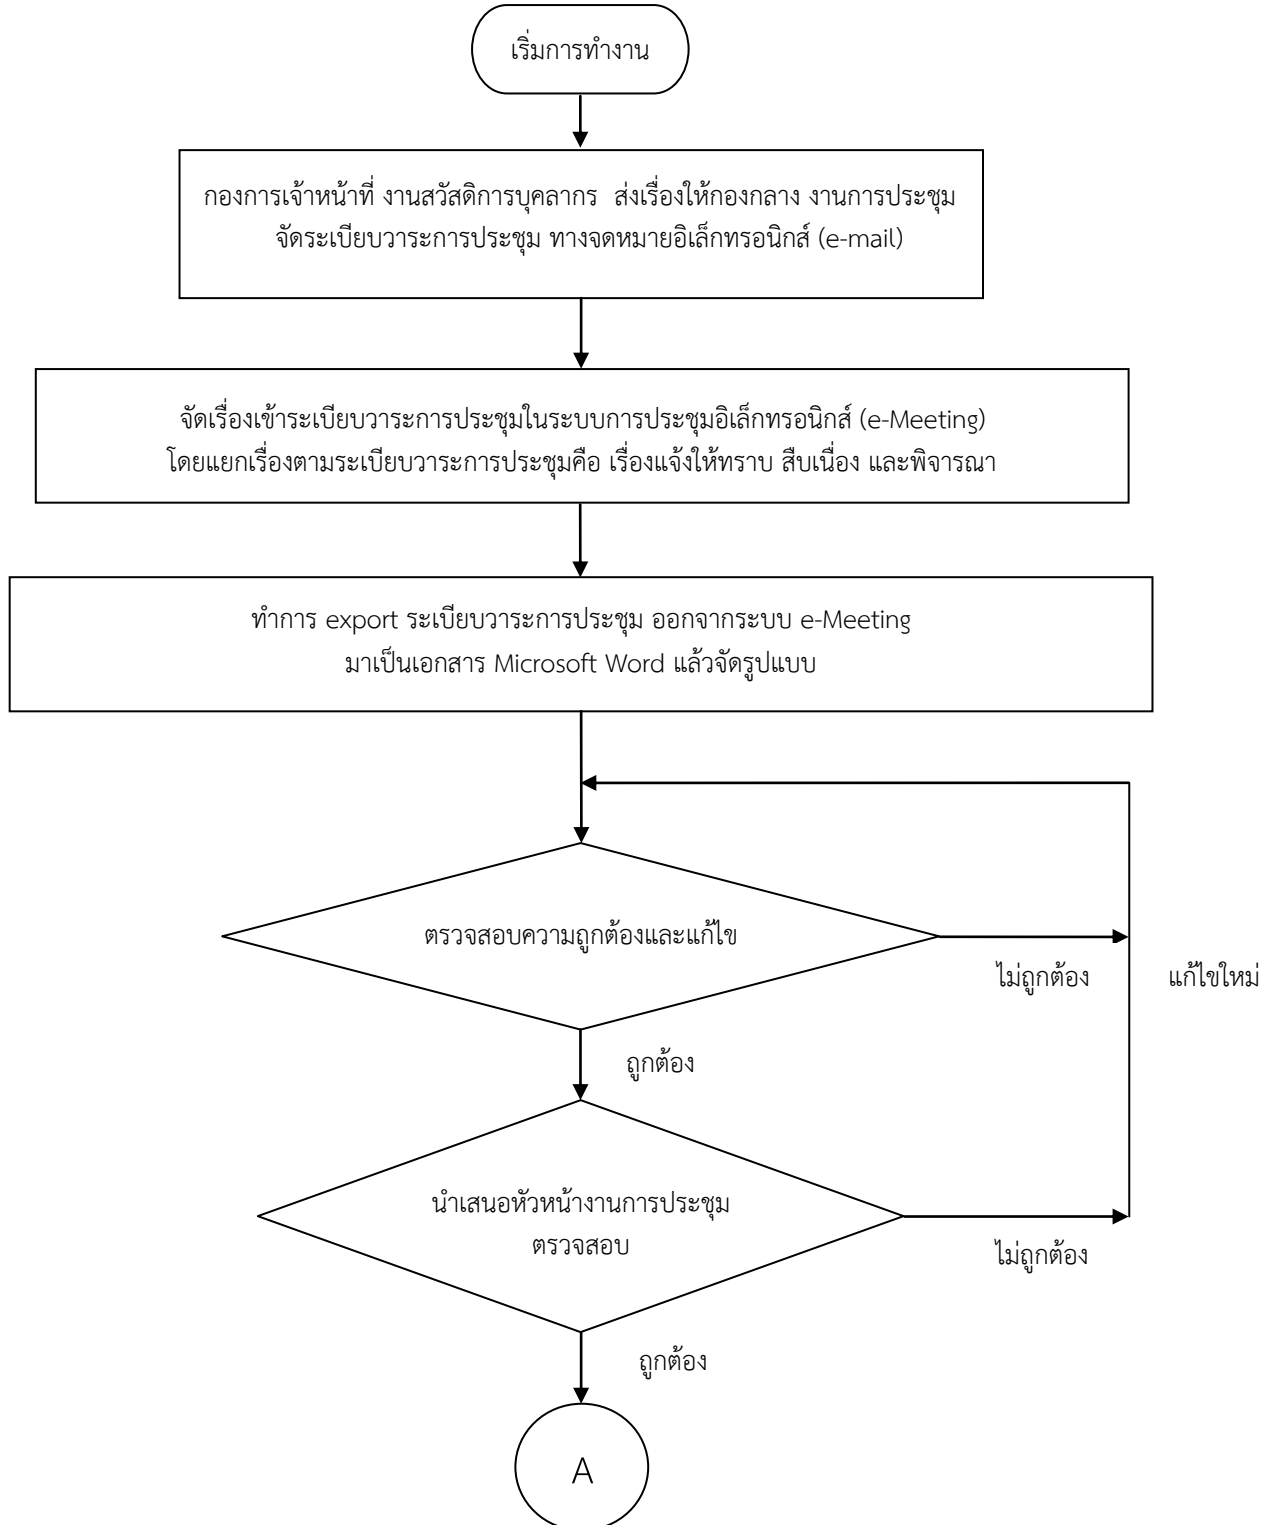 เริ่มการทำงาน
กองการเจ้าหน้าที่ งานสวัสดิการบุคลากร  ส่งเรื่องให้กองกลาง งานการประชุม
จัดระเบียบวาระการประชุม ทางจดหมายอิเล็กทรอนิกส์ (e-mail)
จัดเรื่องเข้าระเบียบวาระการประชุมในระบบการประชุมอิเล็กทรอนิกส์ (e-Meeting)
โดยแยกเรื่องตามระเบียบวาระการประชุมคือ เรื่องแจ้งให้ทราบ สืบเนื่อง และพิจารณา
ทำการ export ระเบียบวาระการประชุม ออกจากระบบ e-Meeting
มาเป็นเอกสาร Microsoft Word แล้วจัดรูปแบบ
ตรวจสอบความถูกต้องและแก้ไข
ไม่ถูกต้อง
แก้ไขใหม่
ถูกต้อง
นำเสนอหัวหน้างานการประชุม
ตรวจสอบ
ไม่ถูกต้อง
ถูกต้อง
A